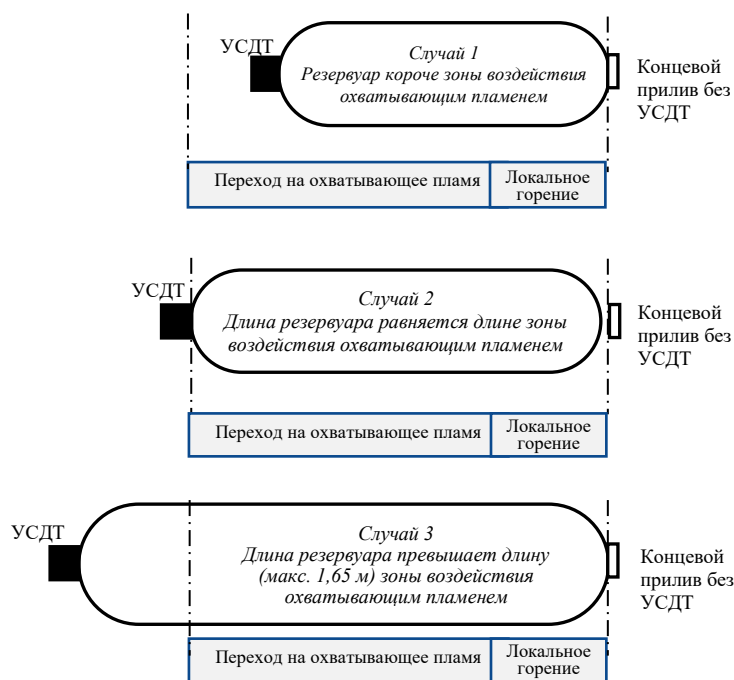 УСДТ
Случай 1
Резервуар короче зоны воздействия
охватывающим пламенем
Концевой
прилив без
УСДТ
Переход на охватывающее пламя
Локальное
горение
УСДТ
Случай 2
Длина резервуара равняется длине зоны
воздействия охватывающим пламенем
Концевой
прилив без
УСДТ
Переход на охватывающее пламя
Локальное
горение
УСДТ
Случай 3
Длина резервуара превышает длину
(макс. 1,65 м) зоны воздействия
охватывающим пламенем
Концевой
прилив без
УСДТ
Переход на охватывающее пламя
Локальное
горение